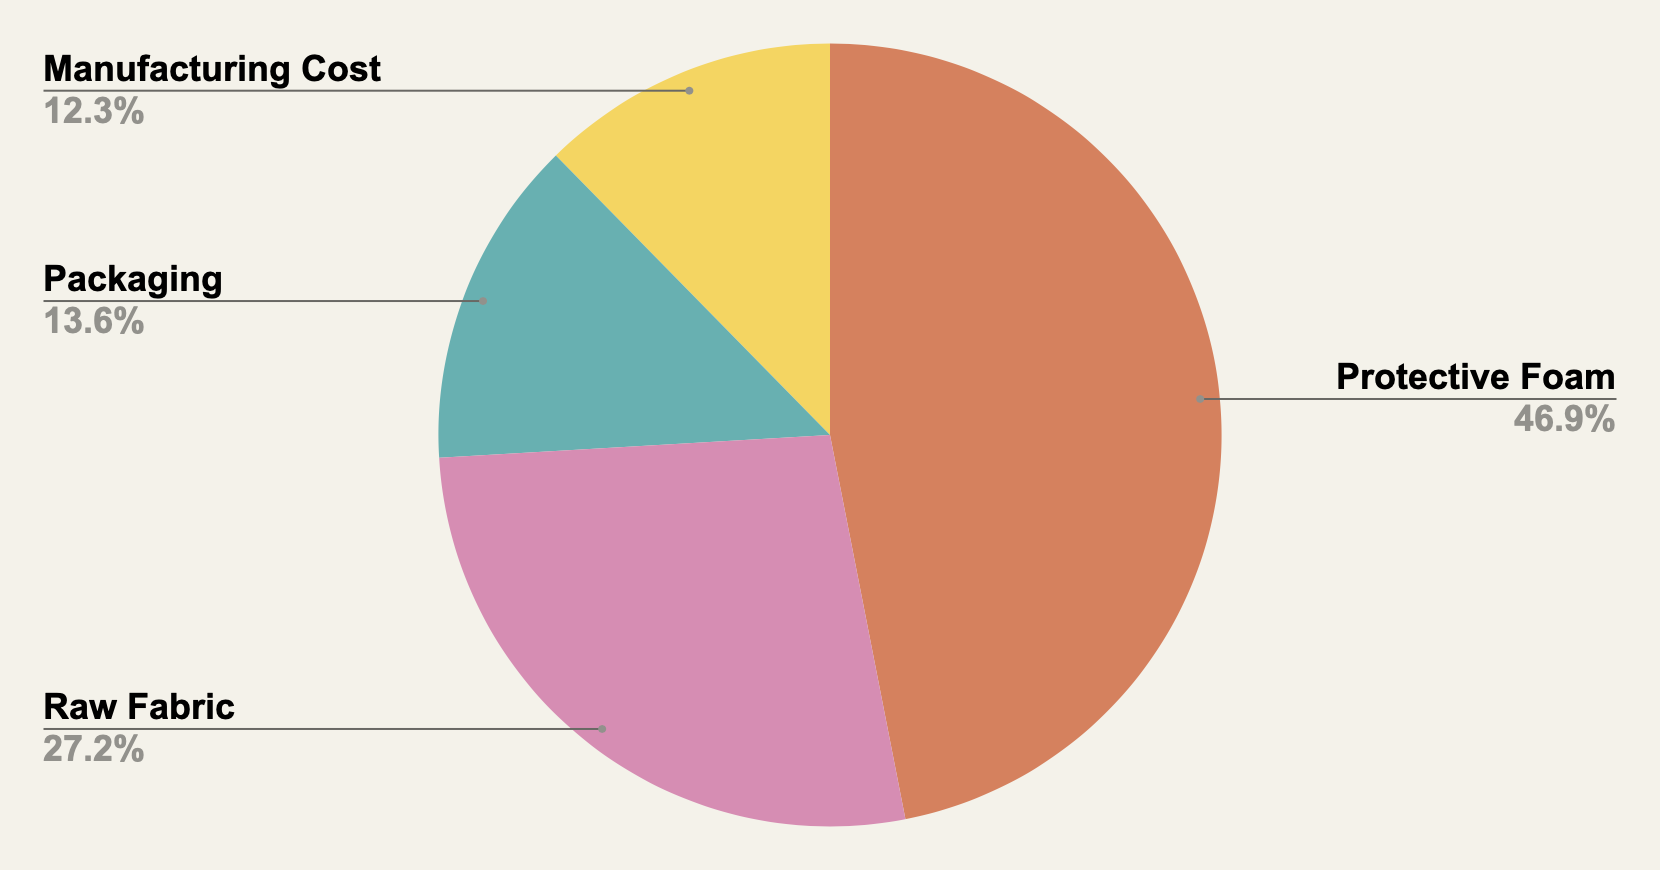 Manufacturing Cost
12.3%
Packaging
13.6%
Protective Foam
46.9%
Raw Fabric
27.2%